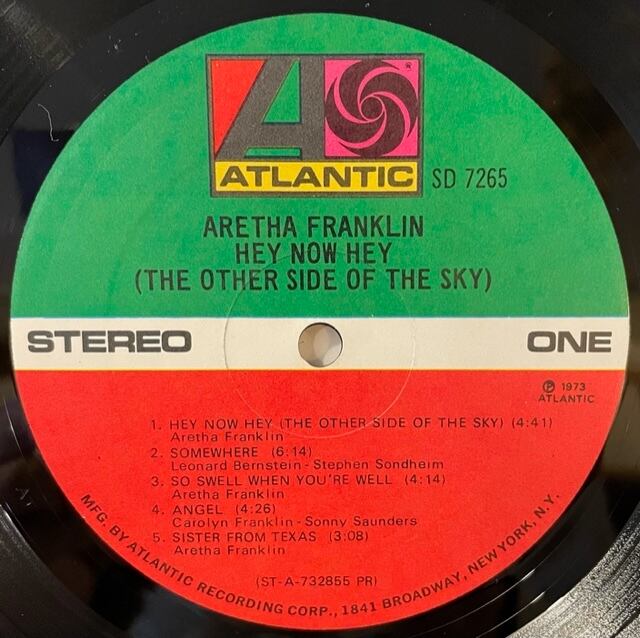 ATLANTIC
®
SD 7265
ARETHA FRANKLIN
HEY NOW HEY
(THE OTHER SIDE OF THE SKY)
STEREO
ONE
℗ 1973
ATLANTIC
1. HEY NOW HEY (THE OTHER SIDE OF THE SKY) (4:41)
Aretha Franklin
2. SOMEWHERE (6:14)
Leonard Bernstein - Stephen Sondheim
3. SO SWELL WHEN YOU'RE WELL (4:14)
Aretha Franklin
4. ANGEL (4:26)
Carolyn Franklin - Sonny Saunders
5. SISTER FROM TEXAS (3:08)
Aretha Franklin
(ST-A-732855 PR)
MFG. BY ATLANTIC RECORDING CORP., 1841 BROADWAY, NEW YORK, N.Y.